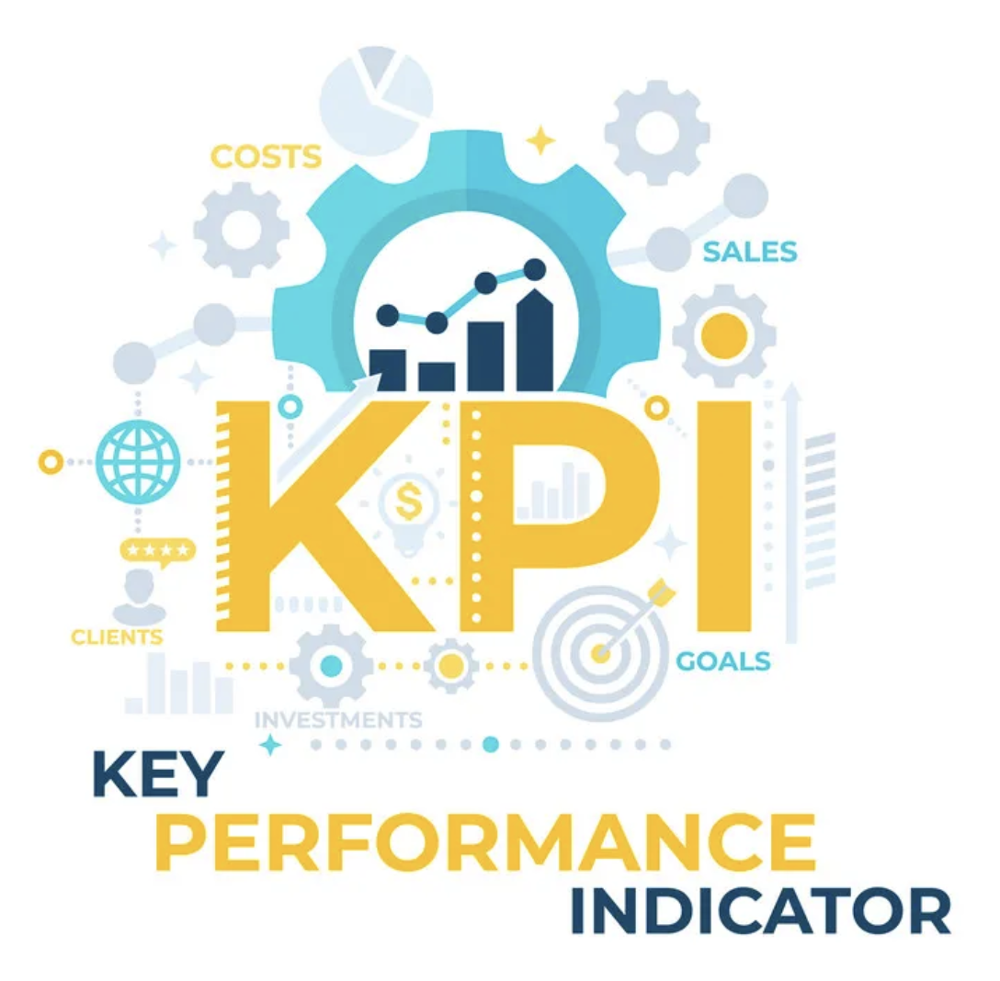 COSTS
SALES
KPI
$
CLIENTS
GOALS
INVESTMENTS
KEY
PERFORMANCE
INDICATOR